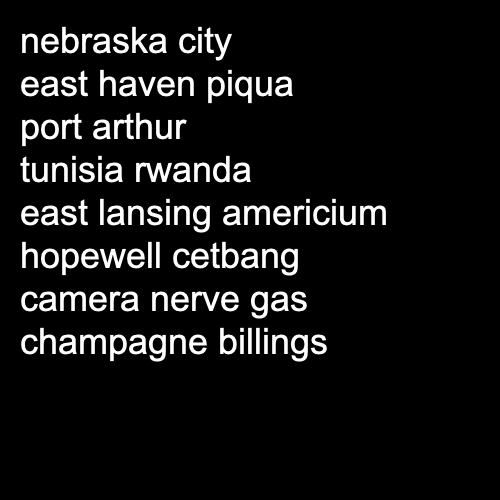 nebraska city
east haven piqua
port arthur
tunisia rwanda
east lansing americium
hopewell cetbang
camera nerve gas
champagne billings